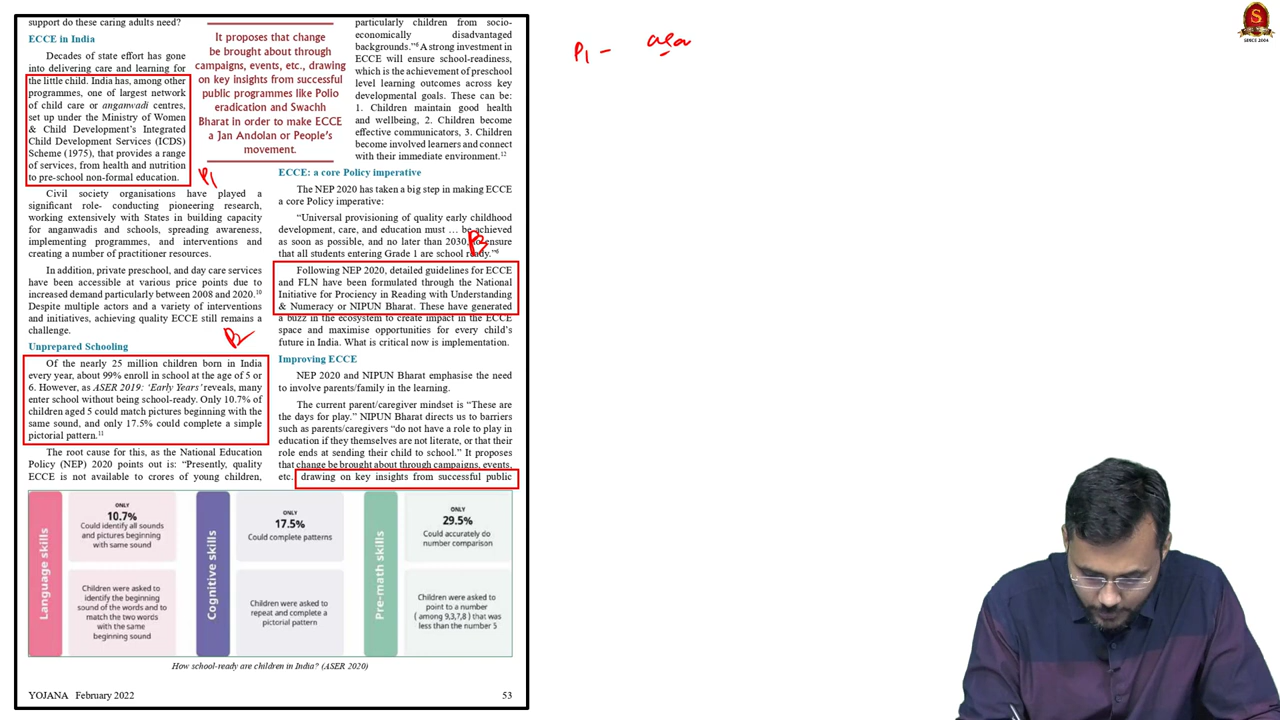 support do these caring adults need?
ECCE in India
Decades of state effort has gone
into delivering care and learning for
the little child. India has, among other
programmes, one of largest network
of child care or anganwadi centres,
set up under the Ministry of Women
& Child Development's Integrated
Child Development Services (ICDS)
Scheme (1975), that provides a range
of services, from health and nutrition
to pre-school non-formal education.
P1
It proposes that change
be brought about through
campaigns, events, etc., drawing
on key insights from successful
public programmes like Polio
eradication and Swachh
Bharat in order to make ECCE
a Jan Andolan or People's
movement.
Civil society organisations have played a
significant role- conducting pioneering research,
working extensively with States in building capacity
for anganwadis and schools, spreading awareness,
implementing programmes, and interventions and
creating a number of practitioner resources.
In addition, private preschool, and day care services
have been accessible at various price points due to
increased demand particularly between 2008 and 2020.10
Despite multiple actors and a variety of interventions
and initiatives, achieving quality ECCE still remains a
challenge.
P2
Unprepared Schooling
Of the nearly 25 million children born in India
every year, about 99% enroll in school at the age of 5 or
6. However, as ASER 2019: 'Early Years' reveals, many
enter school without being school-ready. Only 10.7% of
children aged 5 could match pictures beginning with the
same sound, and only 17.5% could complete a simple
pictorial pattern.11
The root cause for this, as the National Education
Policy (NEP) 2020 points out is: "Presently, quality
ECCE is not available to crores of young children,
particularly children from socio-
economically disadvantaged
backgrounds."6 A strong investment in
ECCE will ensure school-readiness,
which is the achievement of preschool
level learning outcomes across key
developmental goals. These can be:
1. Children maintain good health
and wellbeing, 2. Children become
effective communicators, 3. Children
become involved learners and connect
with their immediate environment.12
ECCE: a core Policy imperative
The NEP 2020 has taken a big step in making ECCE
a core Policy imperative:
"Universal provisioning of quality early childhood
development, care, and education must … be achieved
as soon as possible, and no later than 2030, to ensure
that all students entering Grade 1 are school ready."6
P3
Following NEP 2020, detailed guidelines for ECCE
and FLN have been formulated through the National
Initiative for Prociency in Reading with Understanding
& Numeracy or NIPUN Bharat. These have generated
a buzz in the ecosystem to create impact in the ECCE
space and maximise opportunities for every child's
future in India. What is critical now is implementation.
Improving ECCE
NEP 2020 and NIPUN Bharat emphasise the need
to involve parents/family in the learning.
The current parent/caregiver mindset is "These are
the days for play." NIPUN Bharat directs us to barriers
such as parents/caregivers "do not have a role to play in
education if they themselves are not literate, or that their
role ends at sending their child to school." It proposes
that change be brought about through campaigns, events,
etc. drawing on key insights from successful public
Language skills
ONLY
10.7%
Could identify all sounds
and pictures beginning
with same sound
Children were asked to
identify the beginning
sound of the words and to
match the two words
with the same
beginning sound
Cognitive skills
ONLY
17.5%
Could complete patterns
Children were asked to
repeat and complete a
pictorial pattern
Pre-math skills
ONLY
29.5%
Could accurately do
number comparison
Children were asked to
point to a number
( among 9,3,7,8 ) that was
less than the number 5
How school-ready are children in India? (ASER 2020)
YOJANA February 2022
53
P1 –
S
SINCE 2004